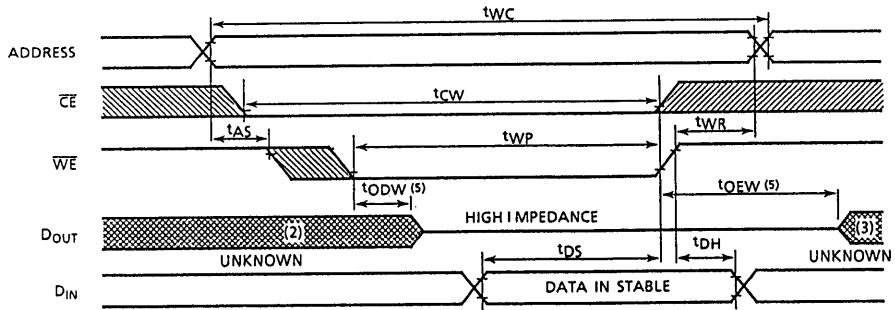 tWC
ADDRESS
CE
tCW
tAS
tWR
WE
tWP
tODW (5)
tOEW (5)
DOUT
(2)
HIGH IMPEDANCE
(3)
UNKNOWN
tDS
tDH
UNKNOWN
DIN
DATA IN STABLE